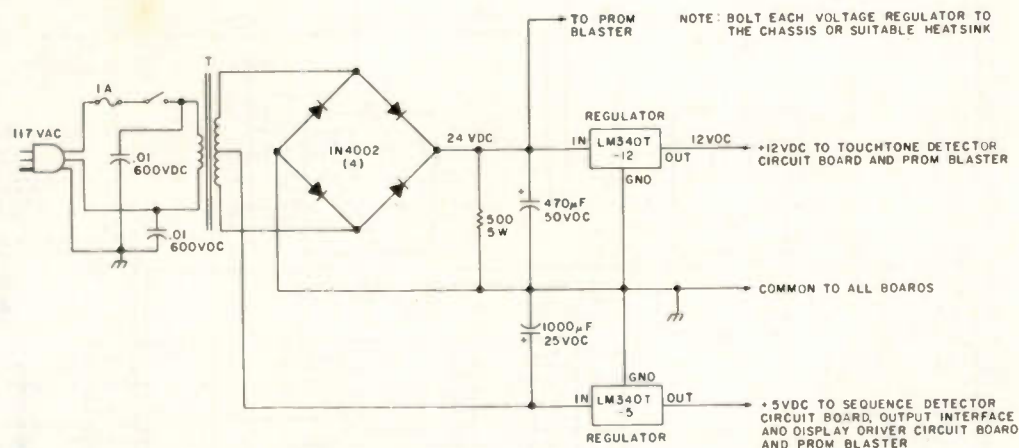 TO PROM
BLASTER
NOTE: BOLT EACH VOLTAGE REGULATOR TO
THE CHASSIS OR SUITABLE HEATSINK
T
1A
117 VAC
.01
600VDC
.01
600VDC
1N4002
(4)
24 VDC
500
5W
+
470µF
50VDC
REGULATOR
IN
LM340T
-12
OUT
GND
12VDC
+12VDC TO TOUCHTONE DETECTOR
CIRCUIT BOARD AND PROM BLASTER
COMMON TO ALL BOARDS
1000µF
25VDC
+
GND
IN
LM340T
-5
OUT
REGULATOR
+5VDC TO SEQUENCE DETECTOR
CIRCUIT BOARD, OUTPUT INTERFACE
AND DISPLAY DRIVER CIRCUIT BOARD
AND PROM BLASTER